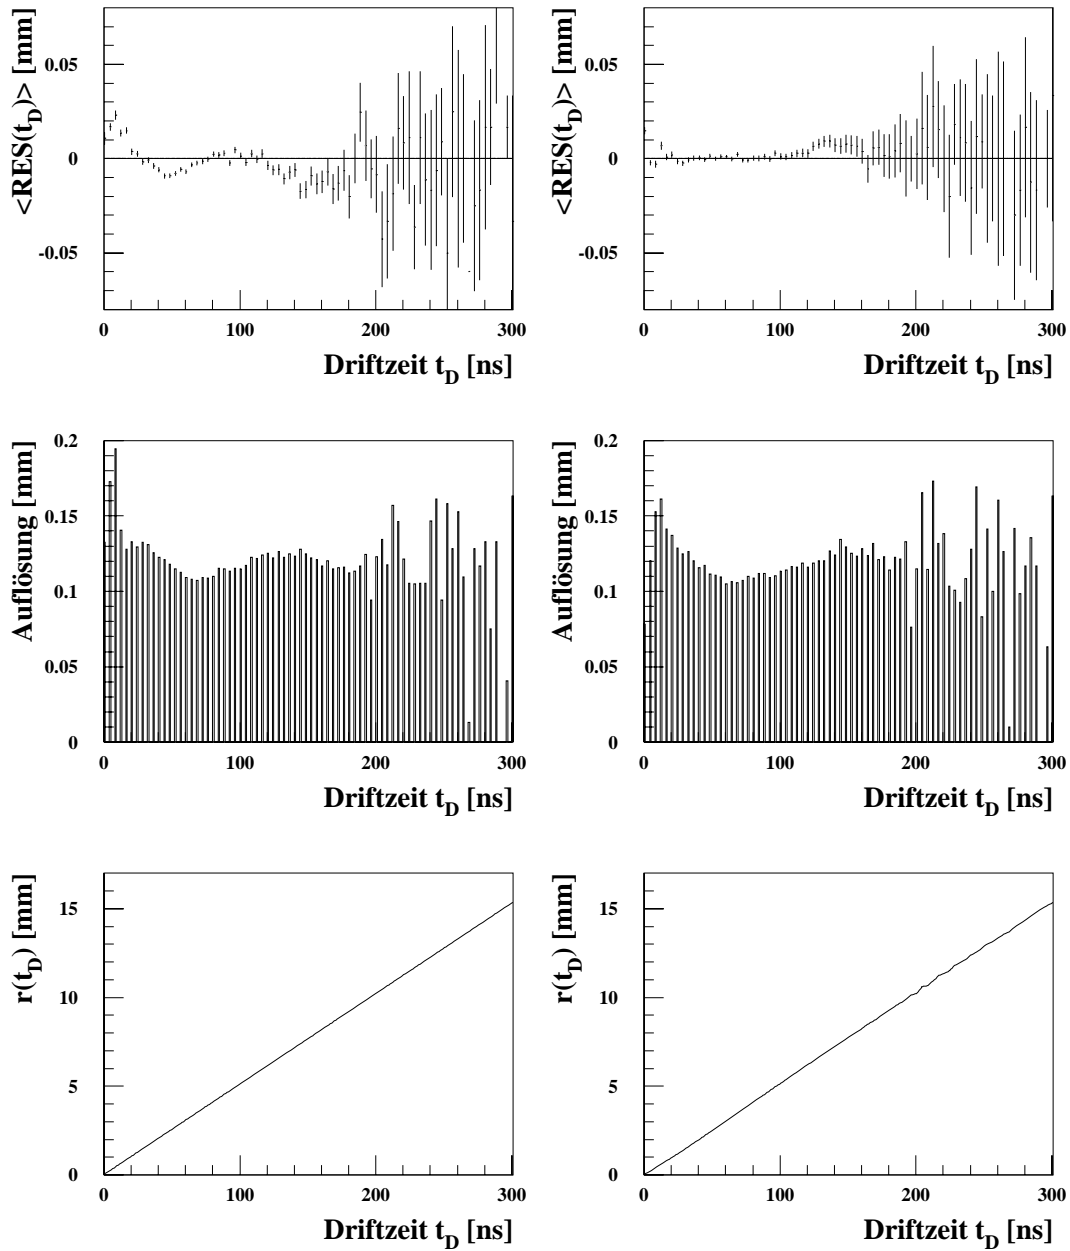 <RES(t_D)> [mm]
0.05
0
-0.05
0 100 200 300
Driftzeit t_D [ns]
<RES(t_D)> [mm]
0.05
0
-0.05
0 100 200 300
Driftzeit t_D [ns]
Auflösung [mm]
0.2
0.15
0.1
0.05
0
0 100 200 300
Driftzeit t_D [ns]
Auflösung [mm]
0.2
0.15
0.1
0.05
0
0 100 200 300
Driftzeit t_D [ns]
r(t_D) [mm]
15
10
5
0
0 100 200 300
Driftzeit t_D [ns]
r(t_D) [mm]
15
10
5
0
0 100 200 300
Driftzeit t_D [ns]